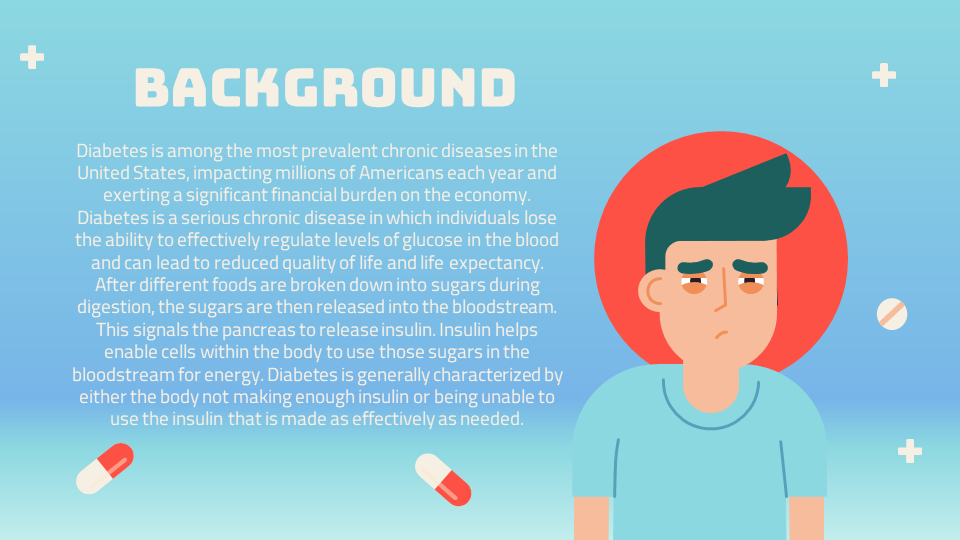 BACKGROUND
Diabetes is among the most prevalent chronic diseases in the
United States, impacting millions of Americans each year and
exerting a significant financial burden on the economy.
Diabetes is a serious chronic disease in which individuals lose
the ability to effectively regulate levels of glucose in the blood
and can lead to reduced quality of life and life expectancy.
After different foods are broken down into sugars during
digestion, the sugars are then released into the bloodstream.
This signals the pancreas to release insulin. Insulin helps
enable cells within the body to use those sugars in the
bloodstream for energy. Diabetes is generally characterized by
either the body not making enough insulin or being unable to
use the insulin that is made as effectively as needed.